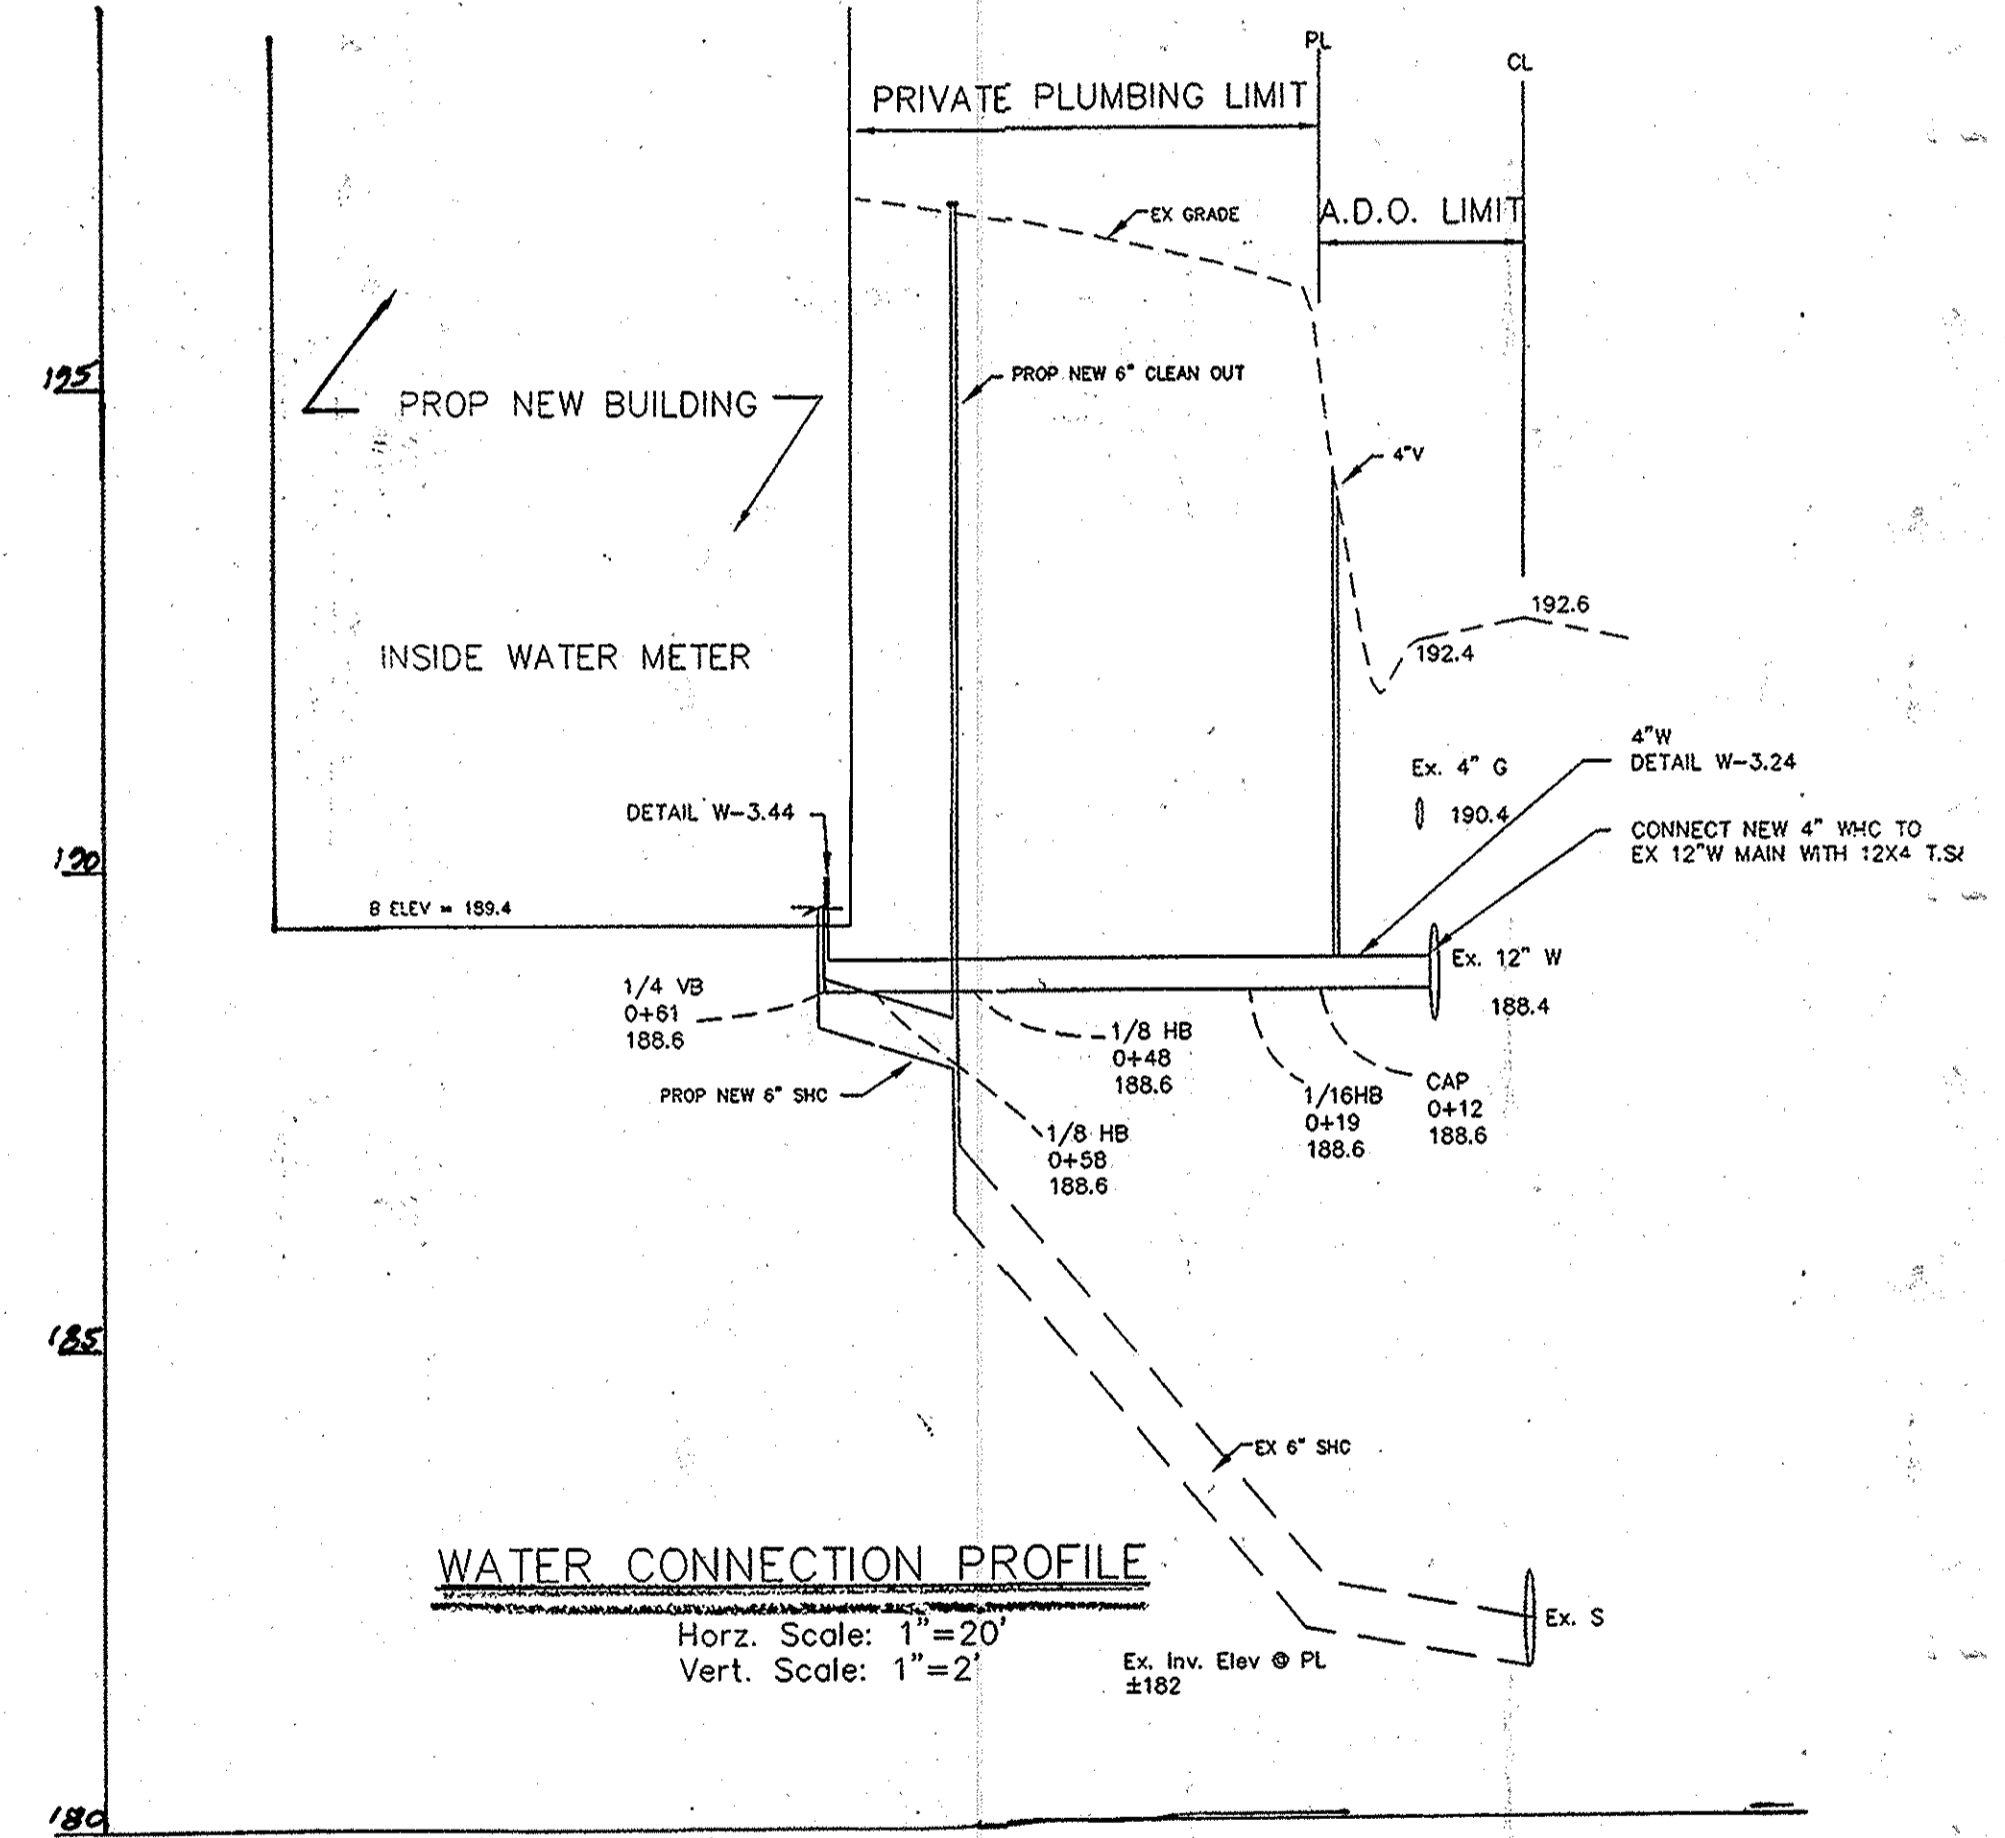 PL
CL
PRIVATE PLUMBING LIMIT
A.D.O. LIMIT
EX GRADE
195
PROP NEW BUILDING
PROP NEW 6" CLEAN OUT
4"V
192.6
192.4
INSIDE WATER METER
4"W
DETAIL W-3.24
Ex. 4" G
190.4
DETAIL W-3.44
CONNECT NEW 4" WHC TO
EX 12"W MAIN WITH 12X4
190
B ELEV = 189.4
Ex. 12" W
188.4
1/4 VB
0+61
188.6
1/8 HB
0+48
188.6
PROP NEW 6" SHC
1/16HB
0+19
188.6
CAP
0+12
188.6
1/8 HB
0+58
188.6
185
EX 6" SHC
WATER CONNECTION PROFILE
Horz. Scale: 1"=20'
Vert. Scale: 1"=2'
Ex. Inv. Elev @ PL
±182
Ex. S
180